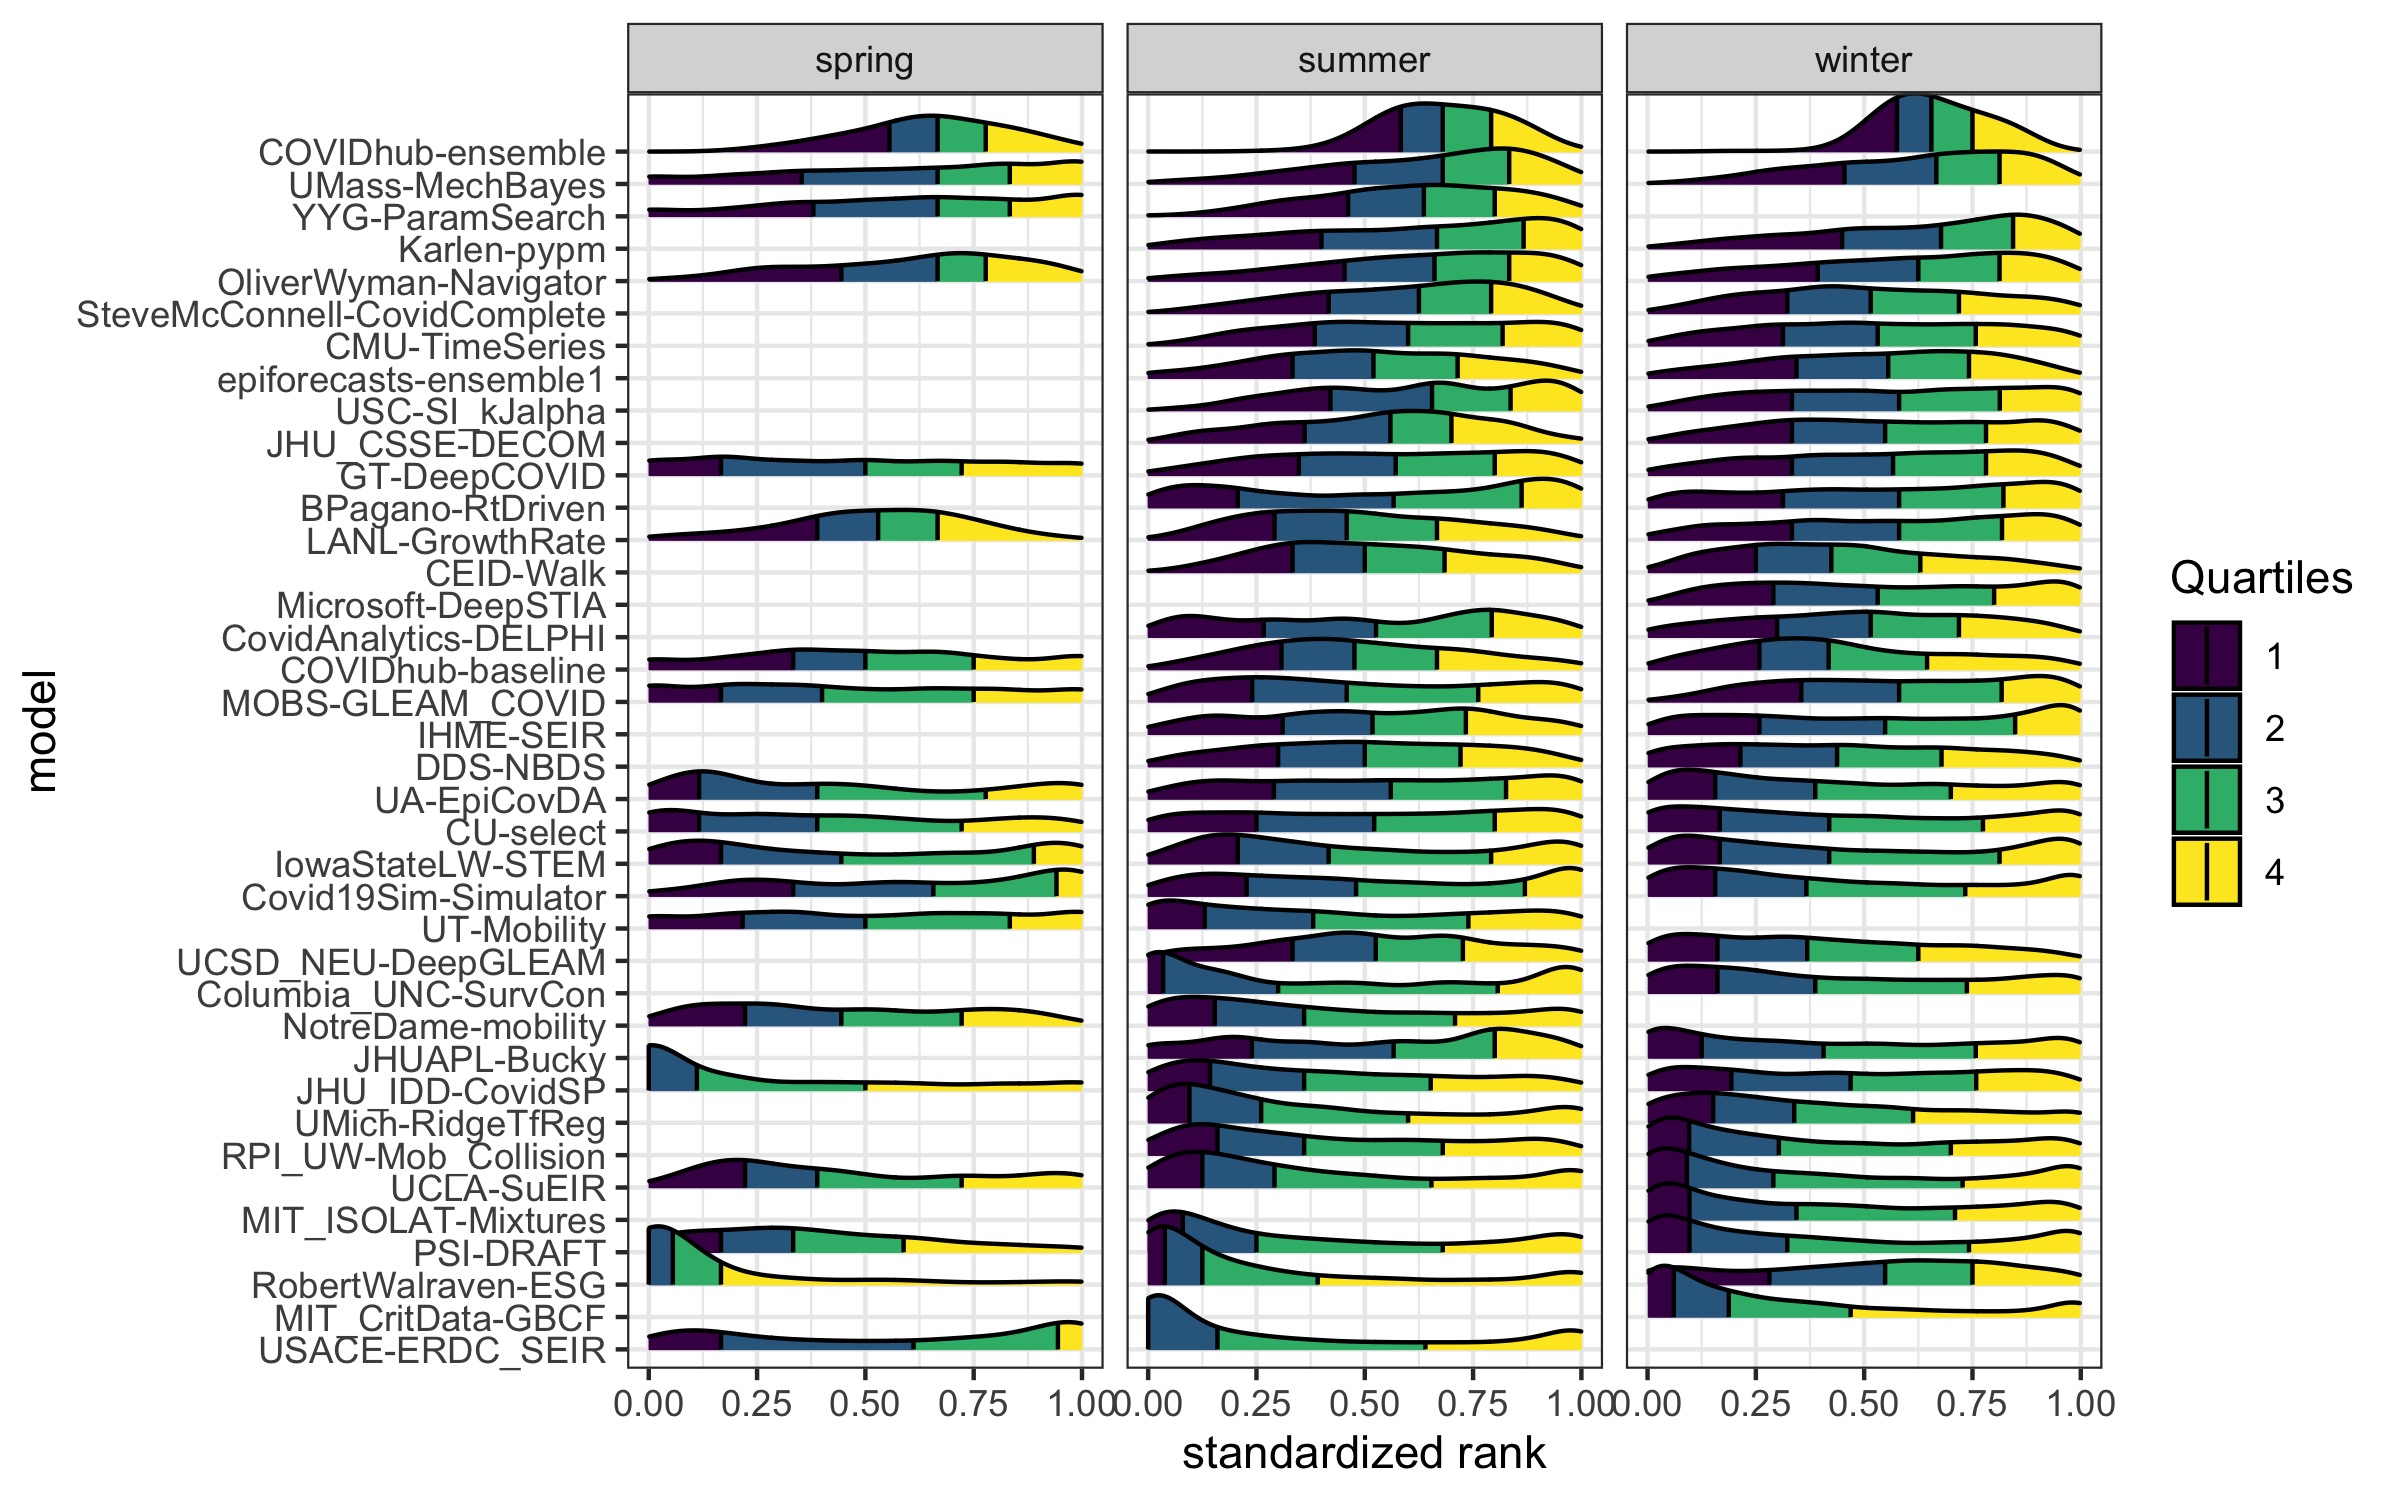 spring
summer
winter
COVIDhub-ensemble
UMass-MechBayes
YYG-ParamSearch
Karlen-pypm
OliverWyman-Navigator
SteveMcConnell-CovidComplete
CMU-TimeSeries
epiforecasts-ensemble1
USC-SI_kJalpha
JHU_CSSE-DECOM
GT-DeepCOVID
BPagano-RtDriven
LANL-GrowthRate
CEID-Walk
Microsoft-DeepSTIA
CovidAnalytics-DELPHI
COVIDhub-baseline
MOBS-GLEAM_COVID
IHME-SEIR
DDS-NBDS
UA-EpiCovDA
CU-select
IowaStateLW-STEM
Covid19Sim-Simulator
UT-Mobility
UCSD_NEU-DeepGLEAM
Columbia_UNC-SurvCon
NotreDame-mobility
JHUAPL-Bucky
JHU_IDD-CovidSP
UMich-RidgeTfReg
RPI_UW-Mob_Collision
UCLA-SuEIR
MIT_ISOLAT-Mixtures
PSI-DRAFT
RobertWalraven-ESG
MIT_CritData-GBCF
USACE-ERDC_SEIR
model
0.00 0.25 0.50 0.75 1.00
0.00 0.25 0.50 0.75 1.00
0.00 0.25 0.50 0.75 1.00
standardized rank
Quartiles
1
2
3
4